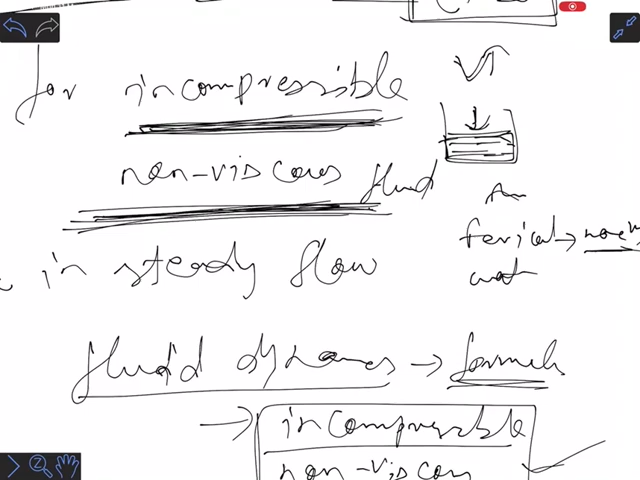 for incompressible
non-viscous fluid
in steady flow
fluid dynamics → formula
→ incompressible
non-viscous